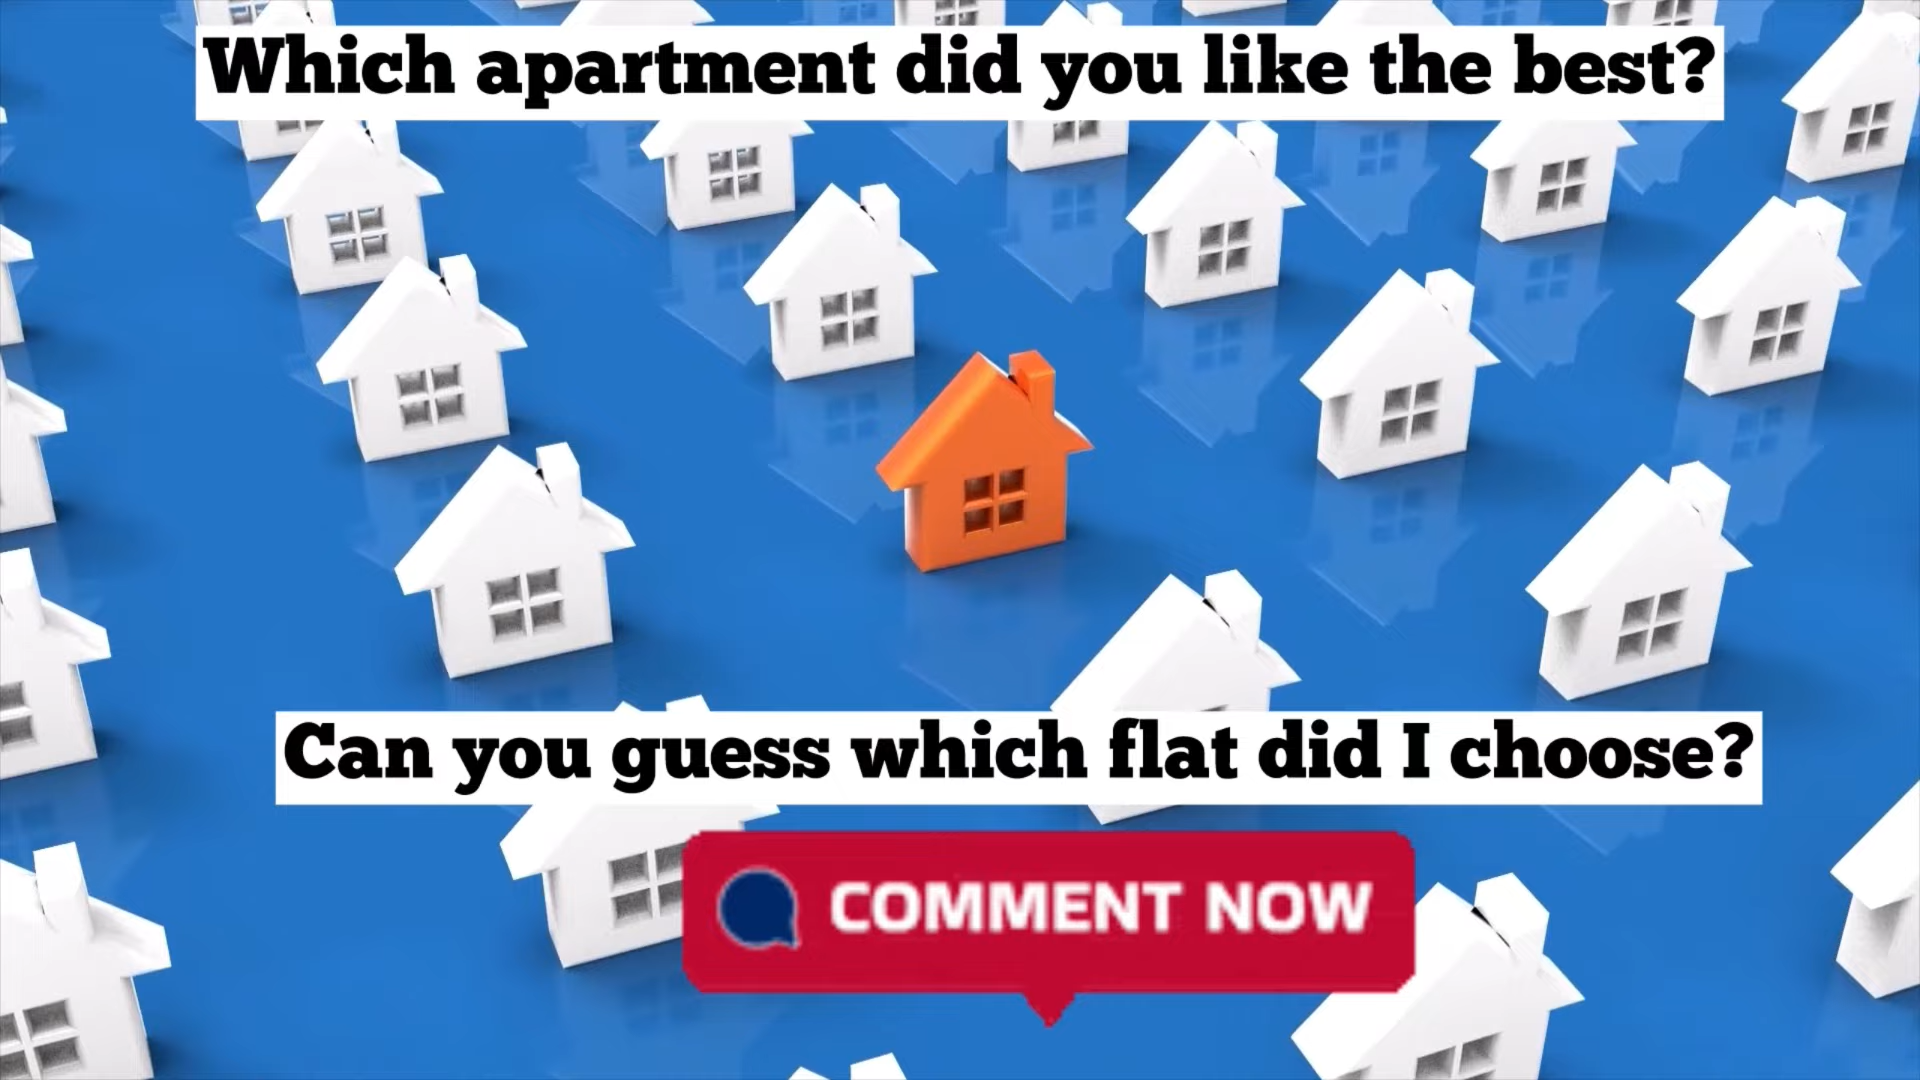 Which apartment did you like the best?
Can you guess which flat did I choose?
COMMENT NOW